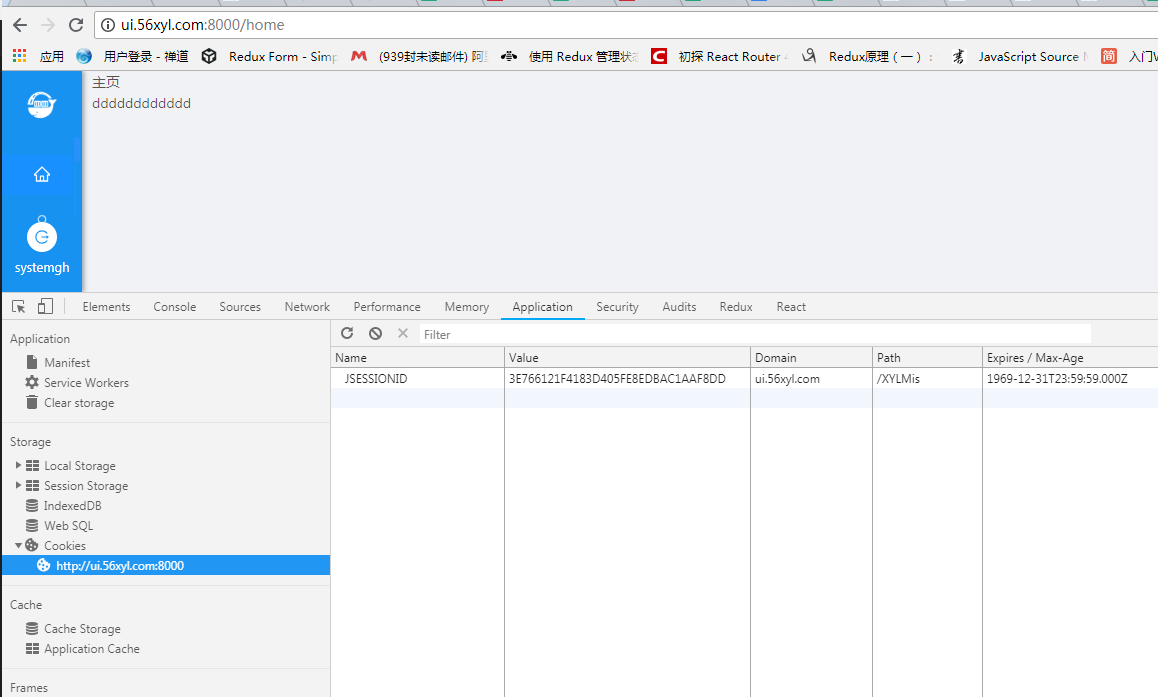 ui.56xyl.com:8000/home
应用 用户登录 - 禅道 Redux Form - Simp (939封未读邮件) 阿里 使用 Redux 管理状态 初探 React Router 4 Redux原理（一）： JavaScript Source 简 入门W
主页
dddddddddddd
systemgh
Elements Console Sources Network Performance Memory Application Security Audits Redux React
Application
Manifest
Service Workers
Clear storage
Storage
Local Storage
Session Storage
IndexedDB
Web SQL
Cookies
http://ui.56xyl.com:8000
Cache
Cache Storage
Application Cache
Frames
Filter
Name Value Domain Path Expires / Max-Age
JSESSIONID 3E766121F4183D405FE8EDBAC1AAF8DD ui.56xyl.com /XYLMis 1969-12-31T23:59:59.000Z